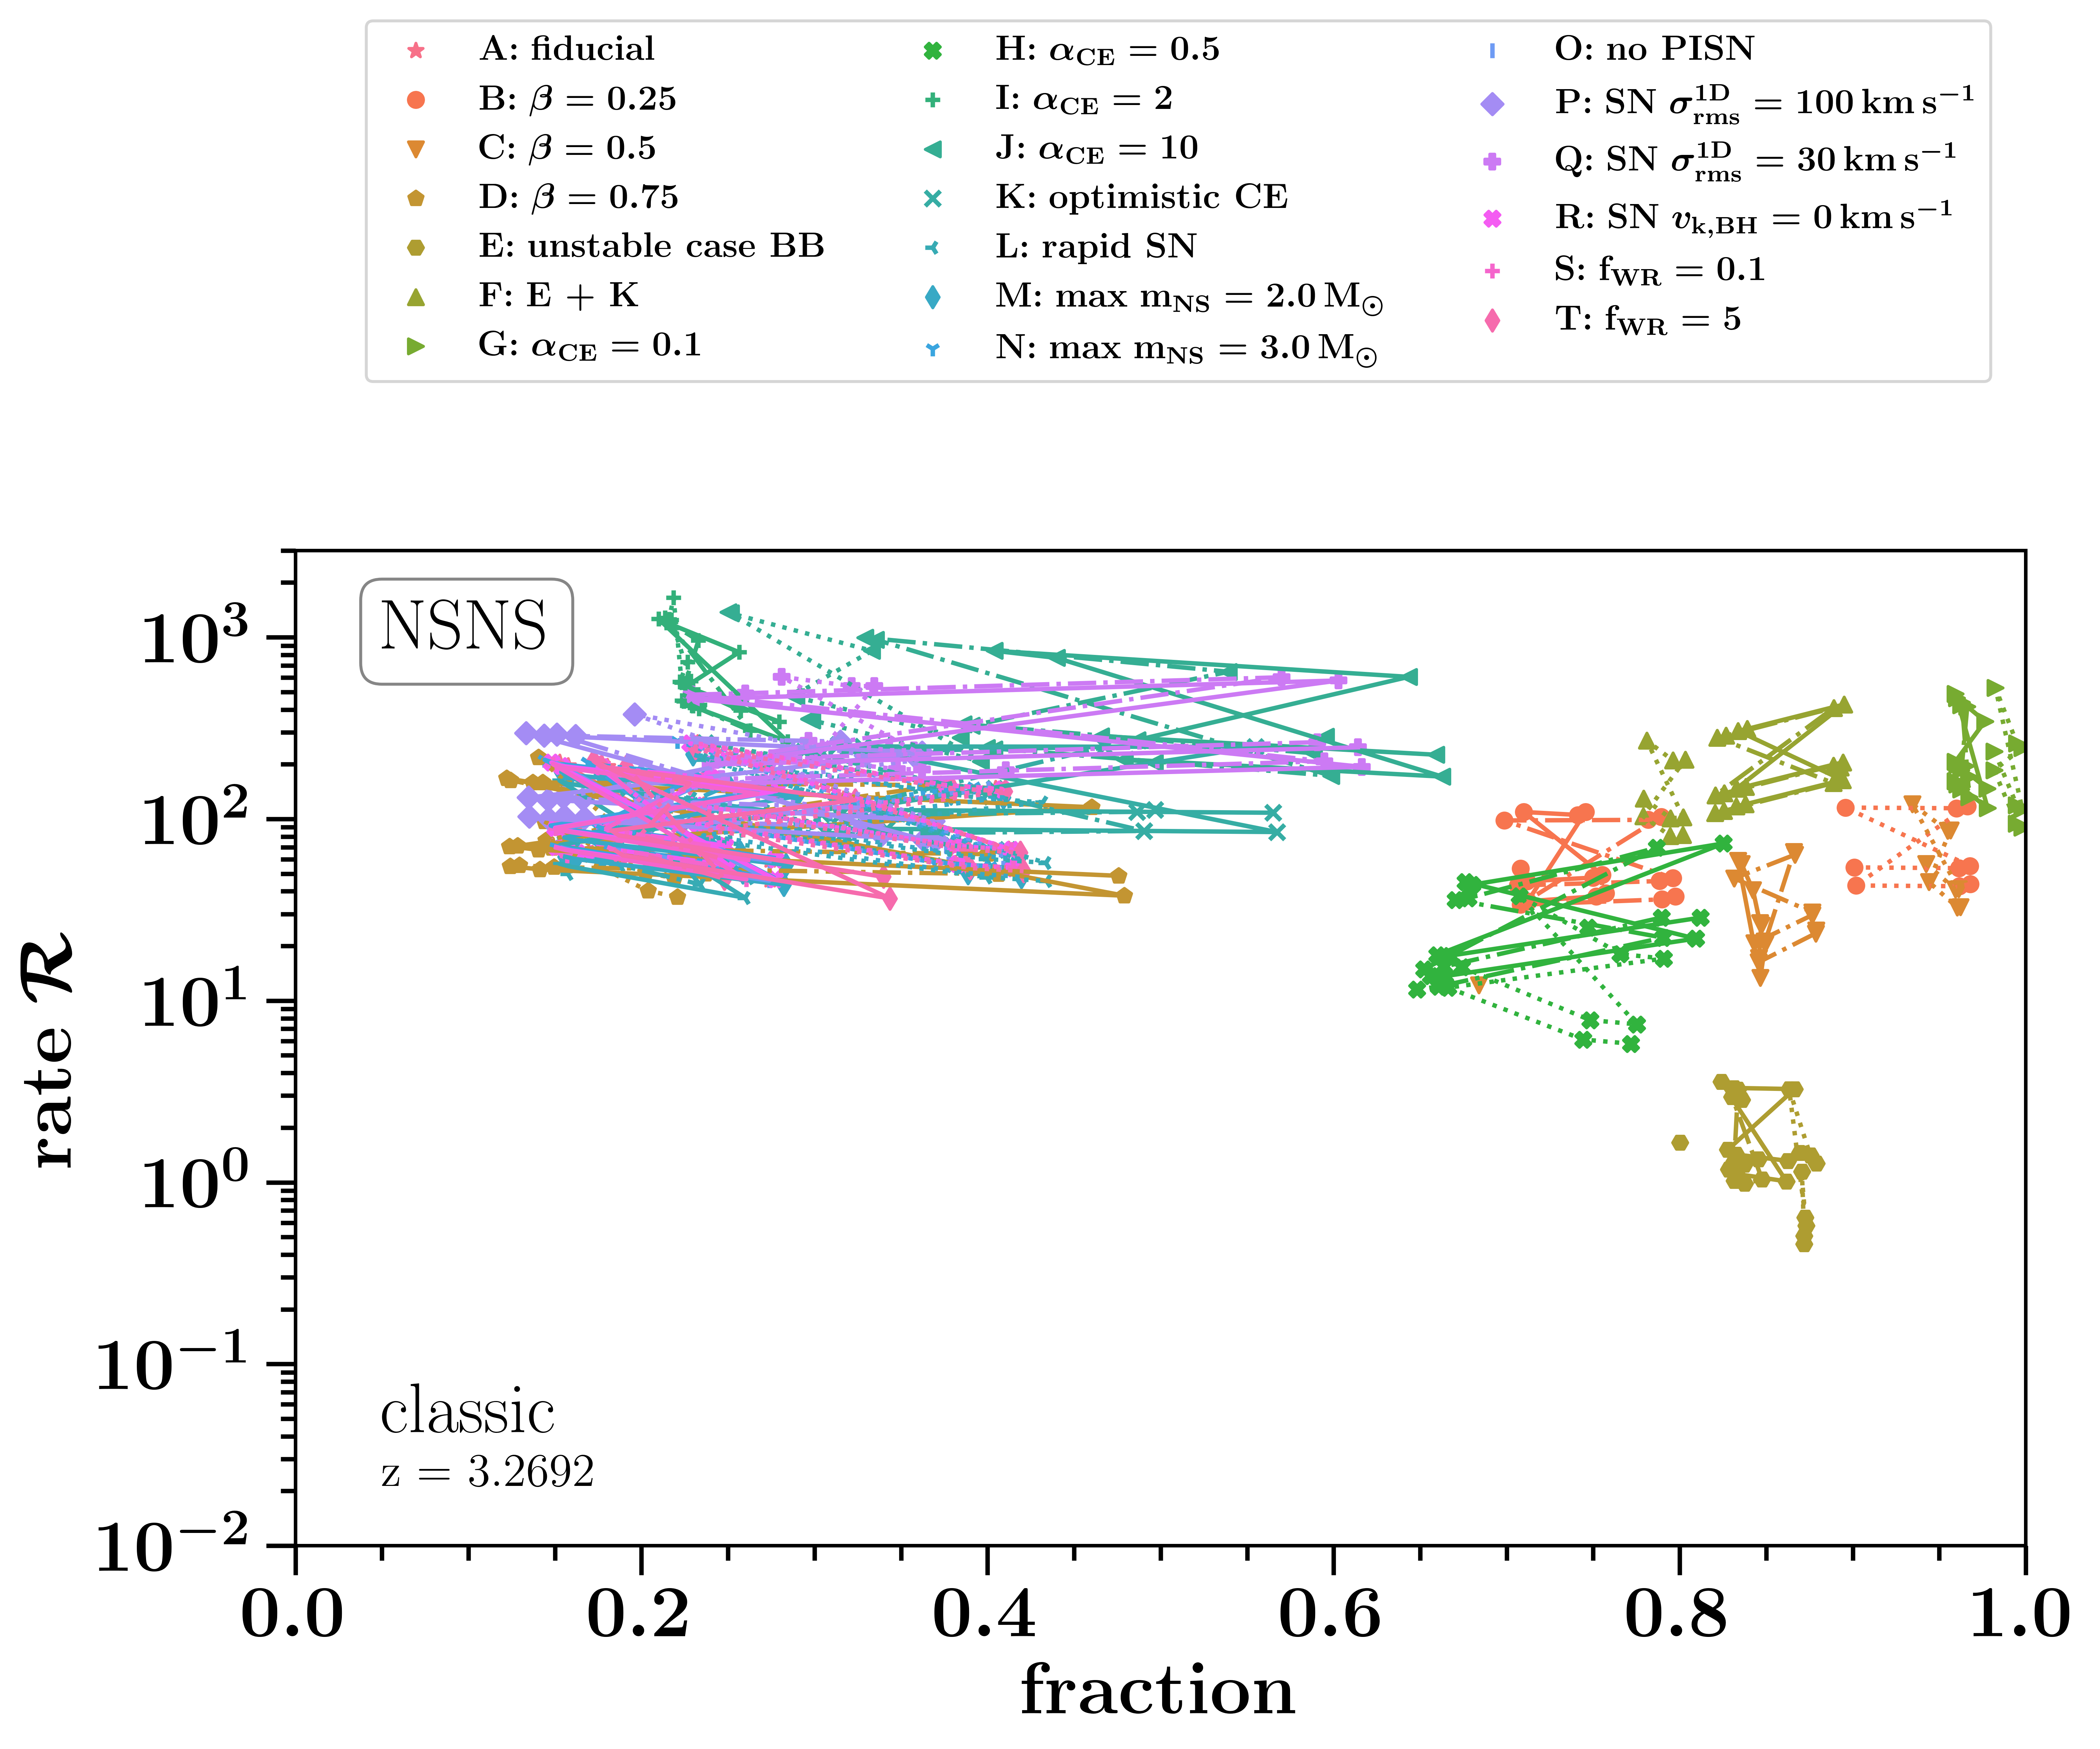 A: fiducial
B: β = 0.25
C: β = 0.5
D: β = 0.75
E: unstable case BB
F: E + K
G: α_CE = 0.1
H: α_CE = 0.5
I: α_CE = 2
J: α_CE = 10
K: optimistic CE
L: rapid SN
M: max m_NS = 2.0 M_⊙
N: max m_NS = 3.0 M_⊙
O: no PISN
P: SN σ_rms^1D = 100 km s^−1
Q: SN σ_rms^1D = 30 km s^−1
R: SN v_k,BH = 0 km s^−1
S: f_WR = 0.1
T: f_WR = 5
NSNS
10^3
10^2
10^1
10^0
10^−1
10^−2
rate ℛ
classic
z = 3.2692
0.0 0.2 0.4 0.6 0.8 1.0
fraction